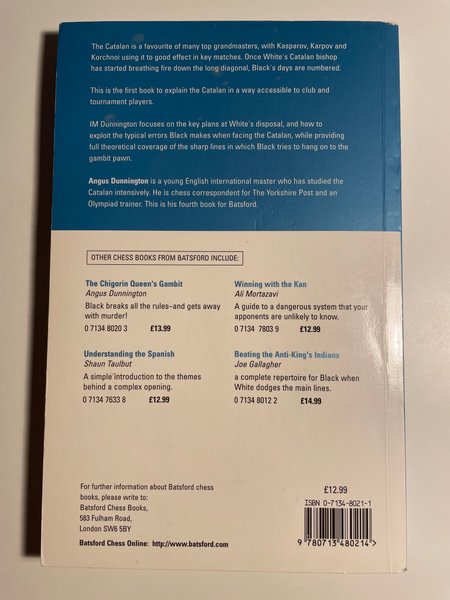 The Catalan is a favourite of many top grandmasters, with Kasparov, Karpov and
Korchnoi using it to good effect in key matches. Once White's Catalan bishop
has started breathing fire down the long diagonal, Black's days are numbered.
This is the first book to explain the Catalan in a way accessible to club and
tournament players.
IM Dunnington focuses on the key plans at White's disposal, and how
to exploit the typical errors Black makes when facing the Catalan, while providing
full theoretical coverage of the sharp lines in which Black tries to hang on to the
gambit pawn.
Angus Dunnington is a young English international master who has studied the
Catalan intensively. He is chess correspondent for The Yorkshire Post and an
Olympiad trainer. This is his fourth book for Batsford.
OTHER CHESS BOOKS FROM BATSFORD INCLUDE:
The Chigorin Queen's Gambit
Angus Dunnington
Black breaks all the rules–and gets away
with murder!
0 7134 8020 3 £13.99
Winning with the Kan
Ali Mortazavi
A guide to a dangerous system that your
apponents are unlikely to know.
0 7134 7803 9 £12.99
Understanding the Spanish
Shaun Taulbut
A simple introduction to the themes
behind a complex opening.
0 7134 7633 8 £12.99
Beating the Anti-King's Indians
Joe Gallagher
a complete repertoire for Black when
White dodges the main lines.
0 7134 8012 2 £14.99
For further information about Batsford chess
books, please write to:
Batsford Chess Books,
583 Fulham Road,
London SW6 5BY
Batsford Chess Online: http://www.batsford.com
£12.99
ISBN 0-7134-8021-1
9 780713 480214 >